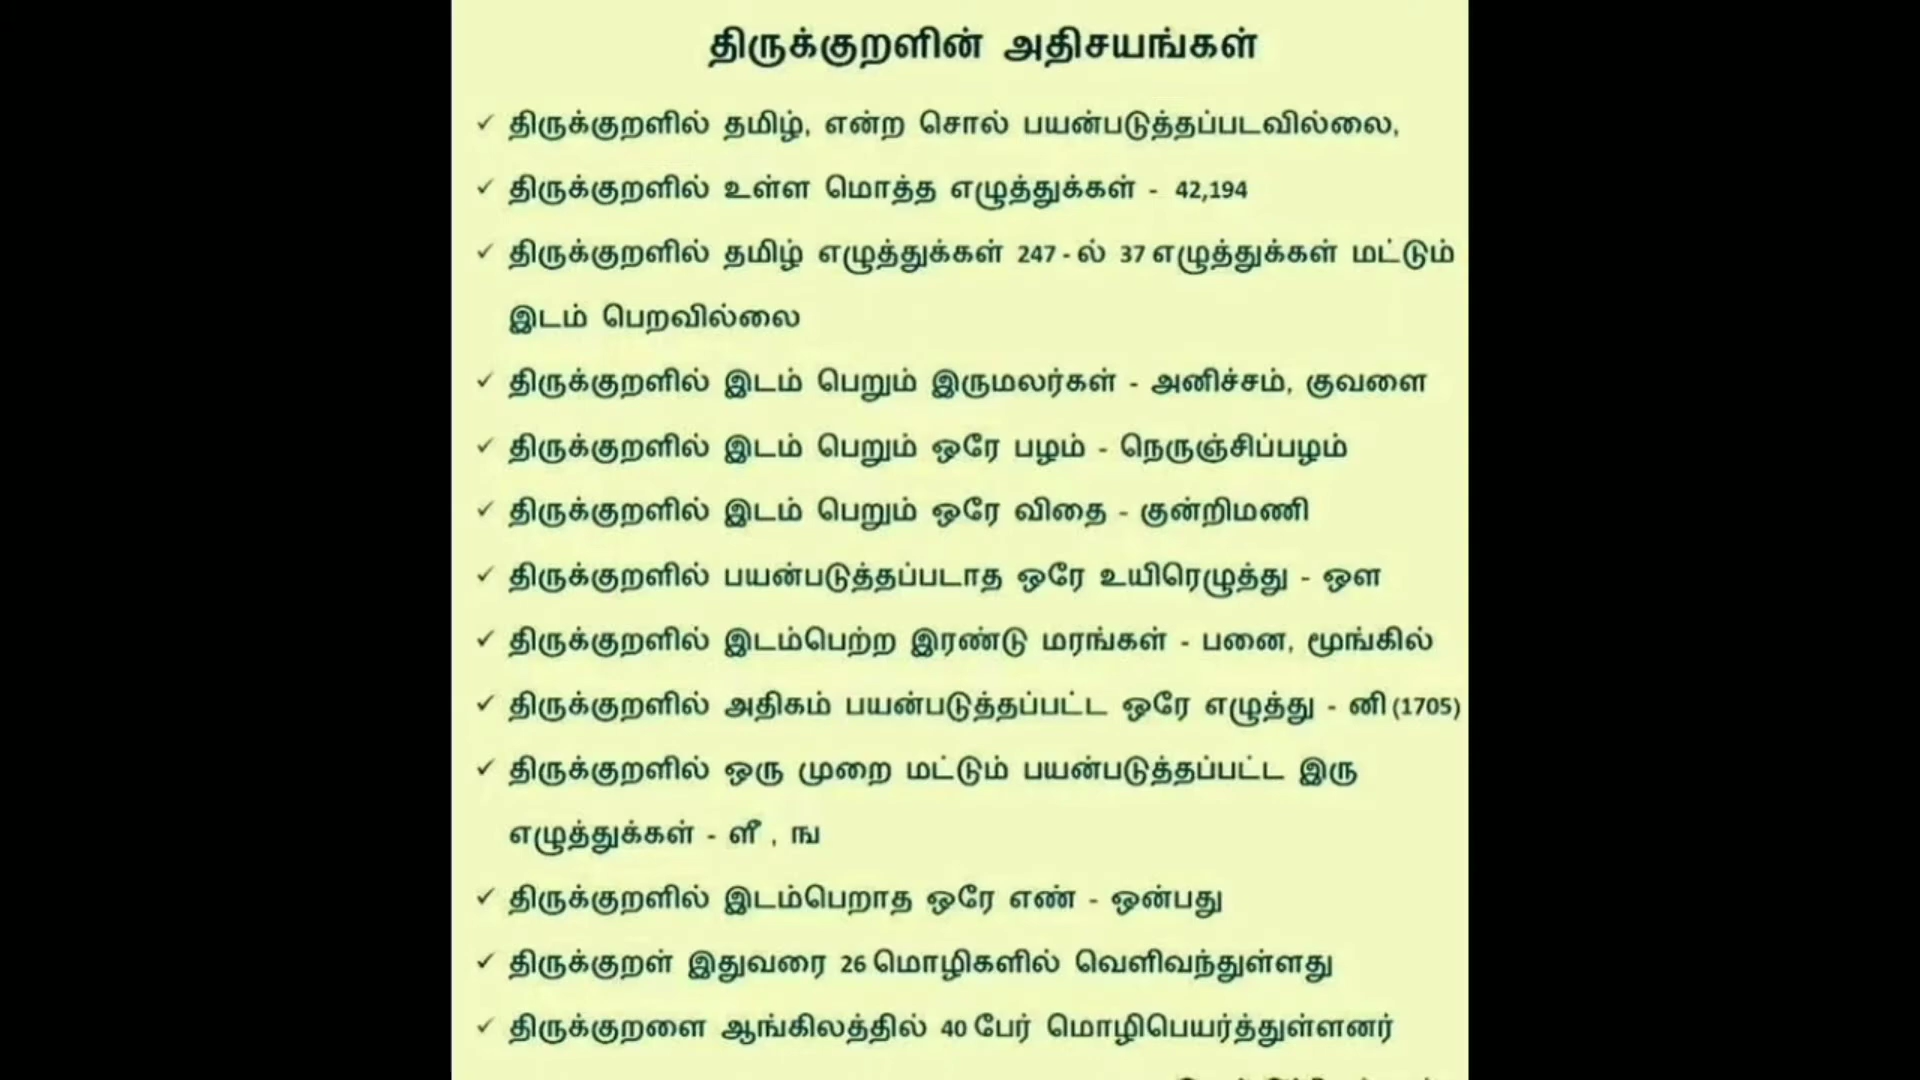 திருக்குறளின் அதிசயங்கள்
✓ திருக்குறளில் தமிழ், என்ற சொல் பயன்படுத்தப்படவில்லை,
✓ திருக்குறளில் உள்ள மொத்த எழுத்துக்கள் - 42,194
✓ திருக்குறளில் தமிழ் எழுத்துக்கள் 247 - ல் 37 எழுத்துக்கள் மட்டும்
இடம் பெறவில்லை
✓ திருக்குறளில் இடம் பெறும் இருமலர்கள் - அனிச்சம், குவளை
✓ திருக்குறளில் இடம் பெறும் ஒரே பழம் - நெருஞ்சிப்பழம்
✓ திருக்குறளில் இடம் பெறும் ஒரே விதை - குன்றிமணி
✓ திருக்குறளில் பயன்படுத்தப்படாத ஒரே உயிரெழுத்து - ஔ
✓ திருக்குறளில் இடம்பெற்ற இரண்டு மரங்கள் - பனை, மூங்கில்
✓ திருக்குறளில் அதிகம் பயன்படுத்தப்பட்ட ஒரே எழுத்து - னி (1705)
✓ திருக்குறளில் ஒரு முறை மட்டும் பயன்படுத்தப்பட்ட இரு
எழுத்துக்கள் - ளீ , ங
✓ திருக்குறளில் இடம்பெறாத ஒரே எண் - ஒன்பது
✓ திருக்குறள் இதுவரை 26 மொழிகளில் வெளிவந்துள்ளது
✓ திருக்குறளை ஆங்கிலத்தில் 40 பேர் மொழிபெயர்த்துள்ளனர்